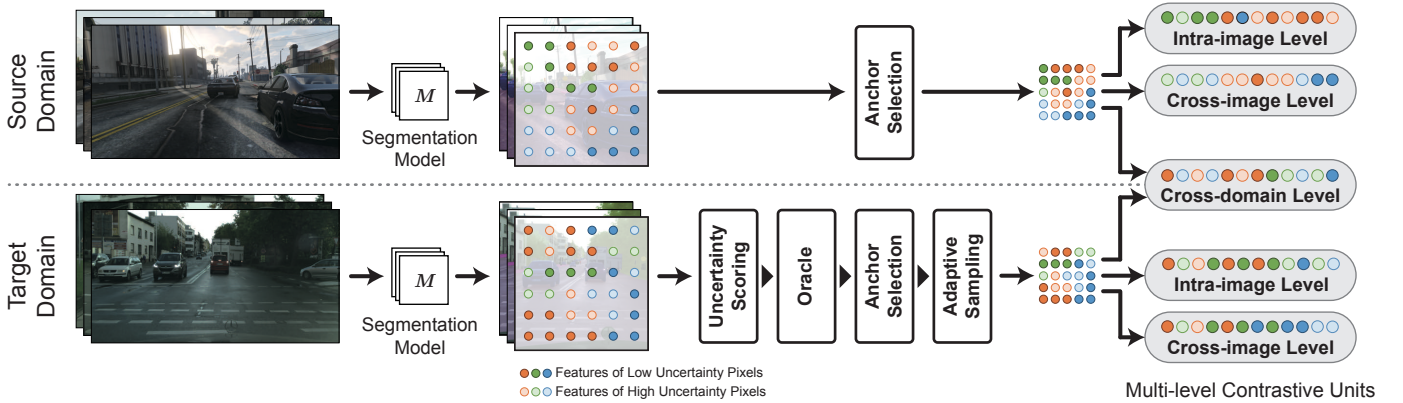 Source
Domain
M
Segmentation
Model
Anchor
Selection
Intra-image Level
Cross-image Level
Cross-domain Level
Target
Domain
M
Segmentation
Model
Uncertainty
Scoring
Oracle
Anchor
Selection
Adaptive
Sampling
Intra-image Level
Cross-image Level
Features of Low Uncertainty Pixels
Features of High Uncertainty Pixels
Multi-level Contrastive Units